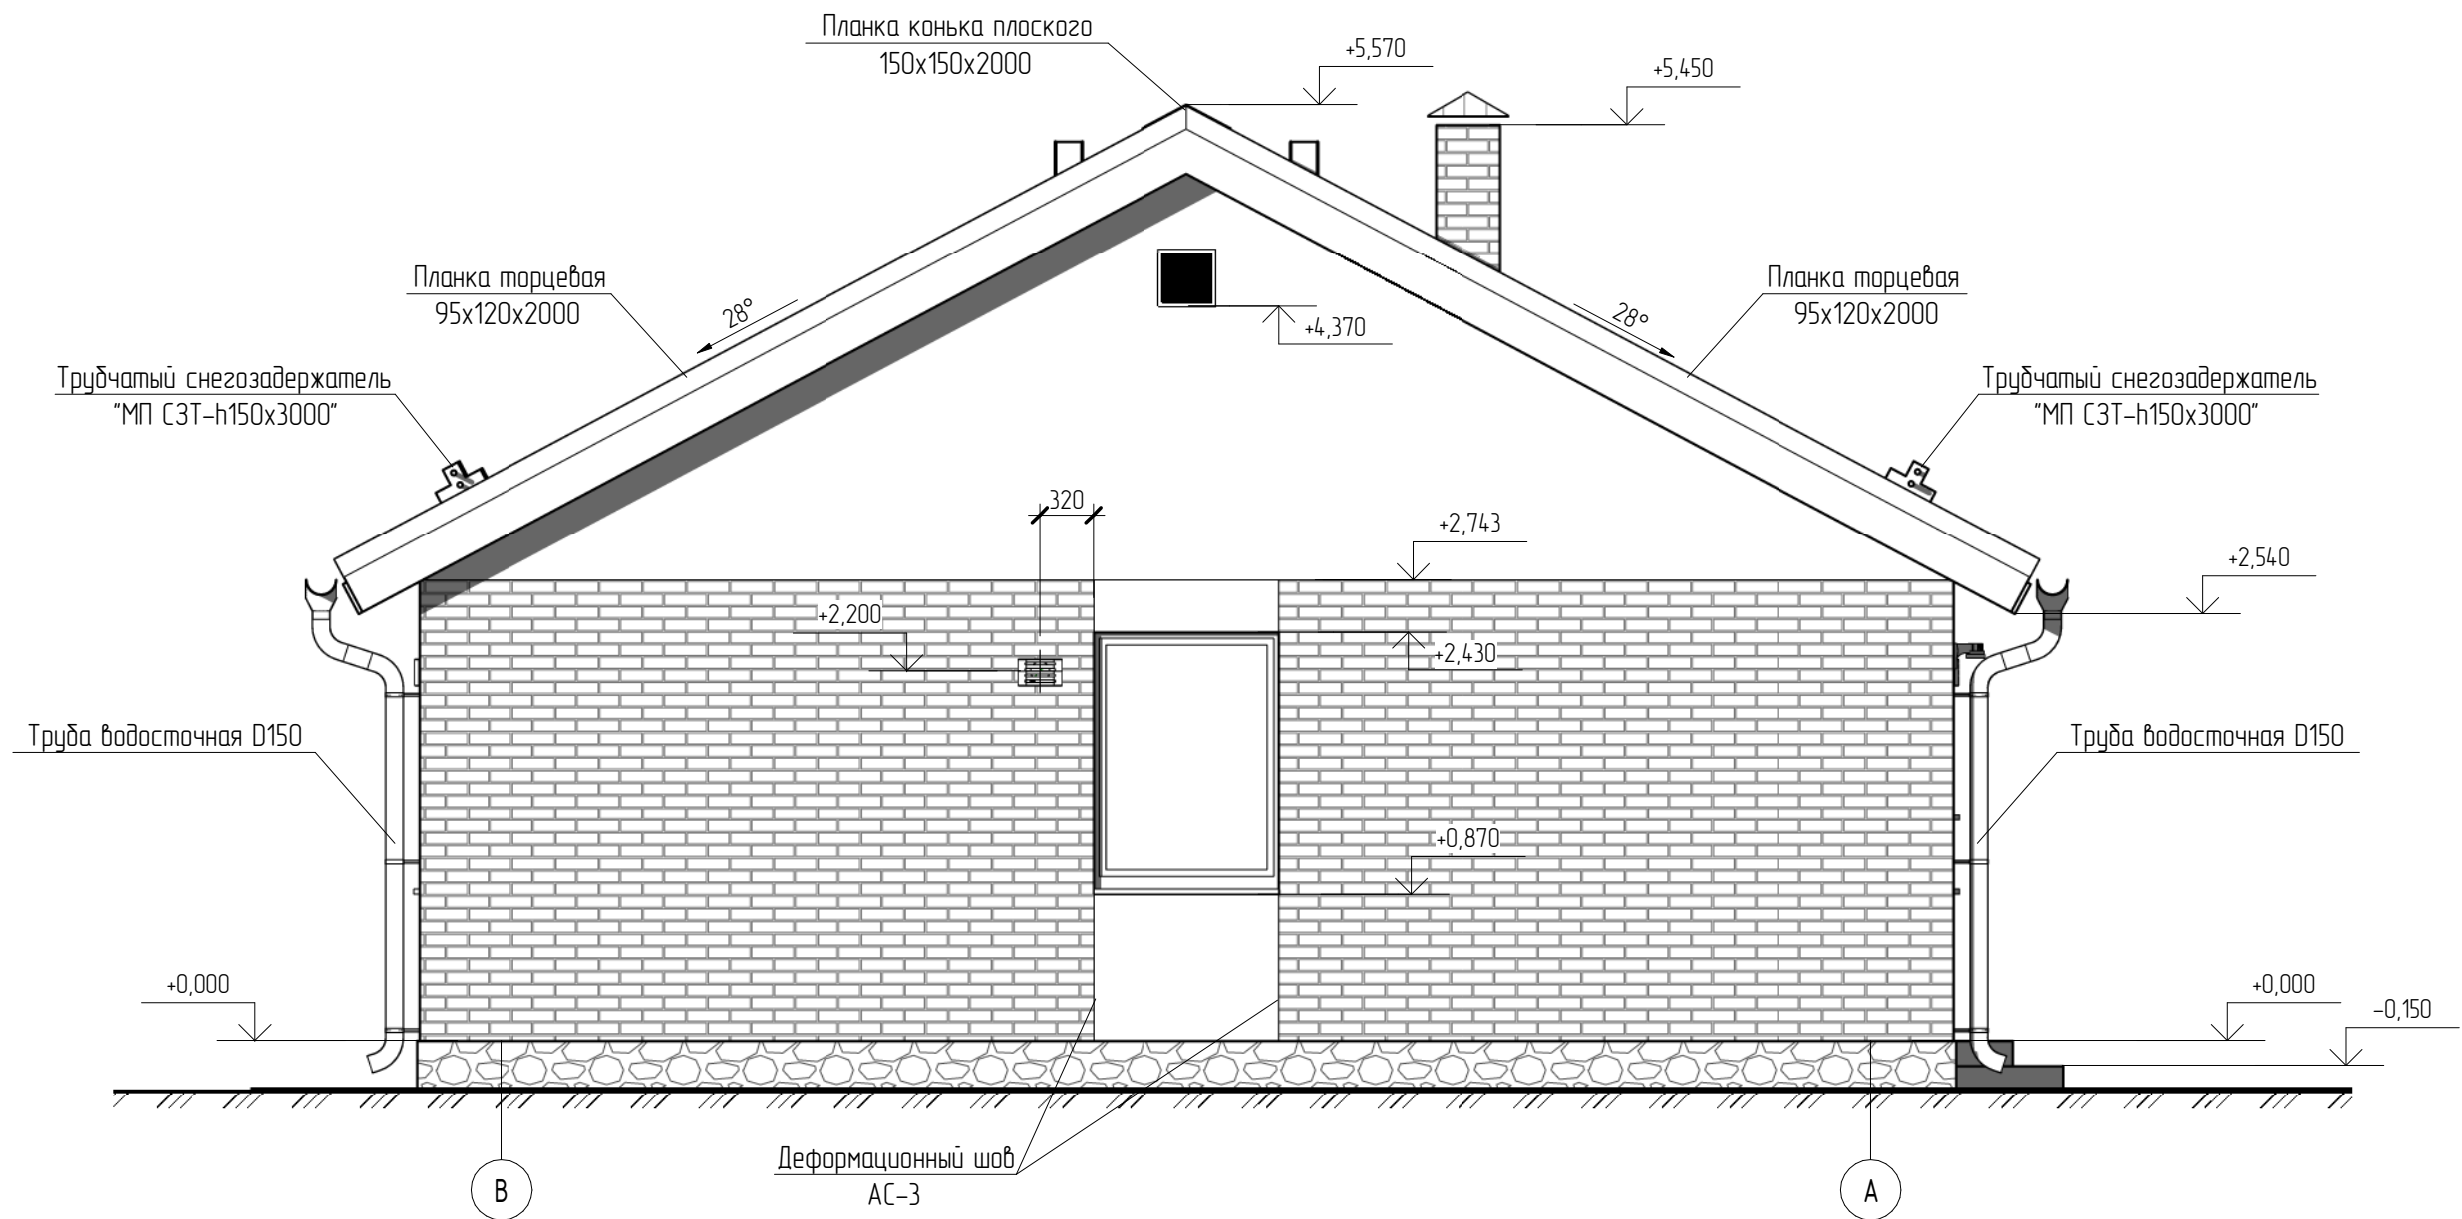 Планка конька плоского
150х150х2000
+5,570
+5,450
Планка торцевая
95х120х2000
28°
+4,370
28°
Планка торцевая
95х120х2000
Трубчатый снегозадержатель
"МП СЗТ-h150х3000"
Трубчатый снегозадержатель
"МП СЗТ-h150х3000"
320
+2,743
+2,540
+2,200
+2,430
Труба водосточная D150
Труба водосточная D150
+0,870
+0,000
+0,000
-0,150
Деформационный шов
АС-3
В
А